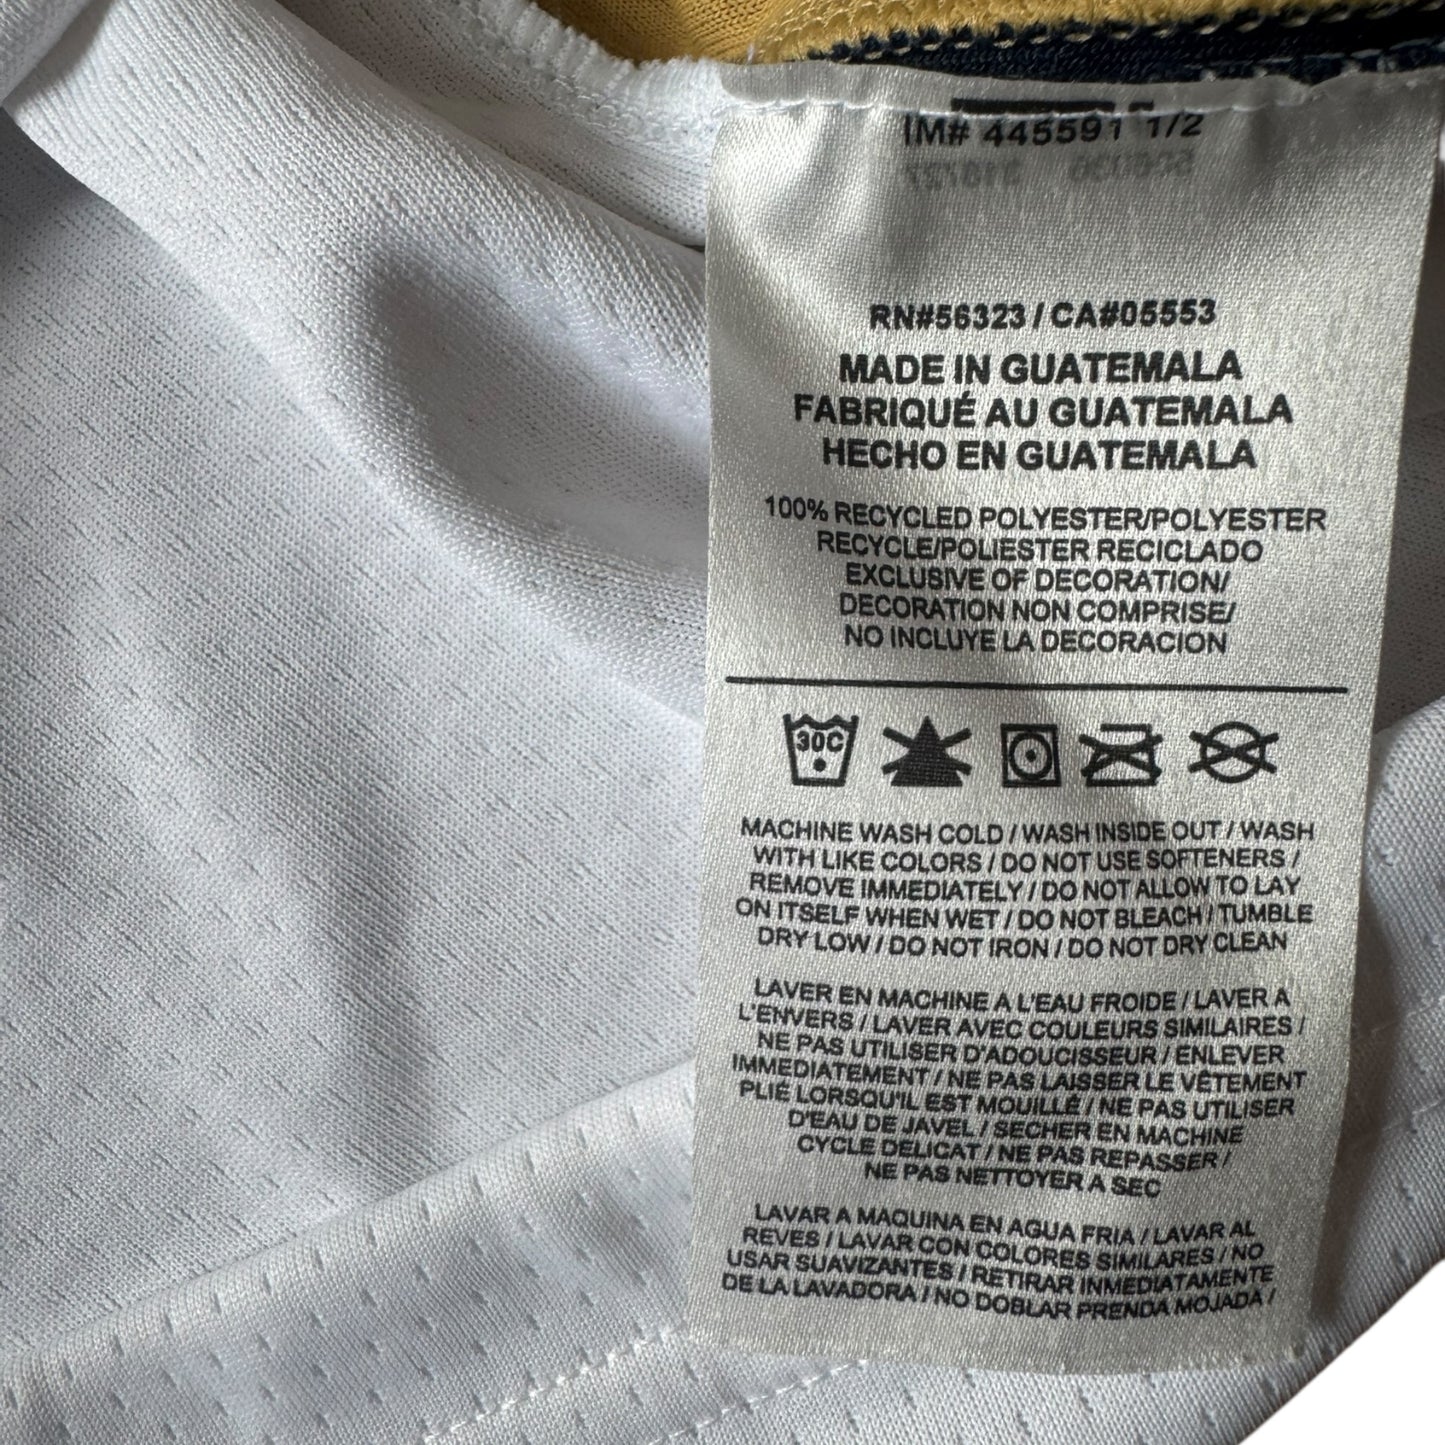 IM# 445591 1/2
RN#56323 / CA#05553
MADE IN GUATEMALA
FABRIQUÉ AU GUATEMALA
HECHO EN GUATEMALA
100% RECYCLED POLYESTER/POLYESTER
RECYCLE/POLIESTER RECICLADO
EXCLUSIVE OF DECORATION/
DECORATION NON COMPRISE/
NO INCLUYE LA DECORACION
30C
MACHINE WASH COLD / WASH INSIDE OUT / WASH
WITH LIKE COLORS / DO NOT USE SOFTENERS /
REMOVE IMMEDIATELY / DO NOT ALLOW TO LAY
ON ITSELF WHEN WET / DO NOT BLEACH / TUMBLE
DRY LOW / DO NOT IRON / DO NOT DRY CLEAN
LAVER EN MACHINE A L'EAU FROIDE / LAVER A
L'ENVERS / LAVER AVEC COULEURS SIMILAIRES /
NE PAS UTILISER D'ADOUCISSEUR / ENLEVER
IMMEDIATEMENT / NE PAS LAISSER LE VÊTEMENT
PLIÉ LORSQU'IL EST MOUILLÉ / NE PAS UTILISER
D'EAU DE JAVEL / SECHER EN MACHINE
CYCLE DELICAT / NE PAS REPASSER /
NE PAS NETTOYER A SEC
LAVAR A MAQUINA EN AGUA FRIA / LAVAR AL
REVES / LAVAR CON COLORES SIMILARES / NO
USAR SUAVIZANTES / RETIRAR INMEDIATAMENTE
DE LA LAVADORA / NO DOBLAR PRENDA MOJADA /